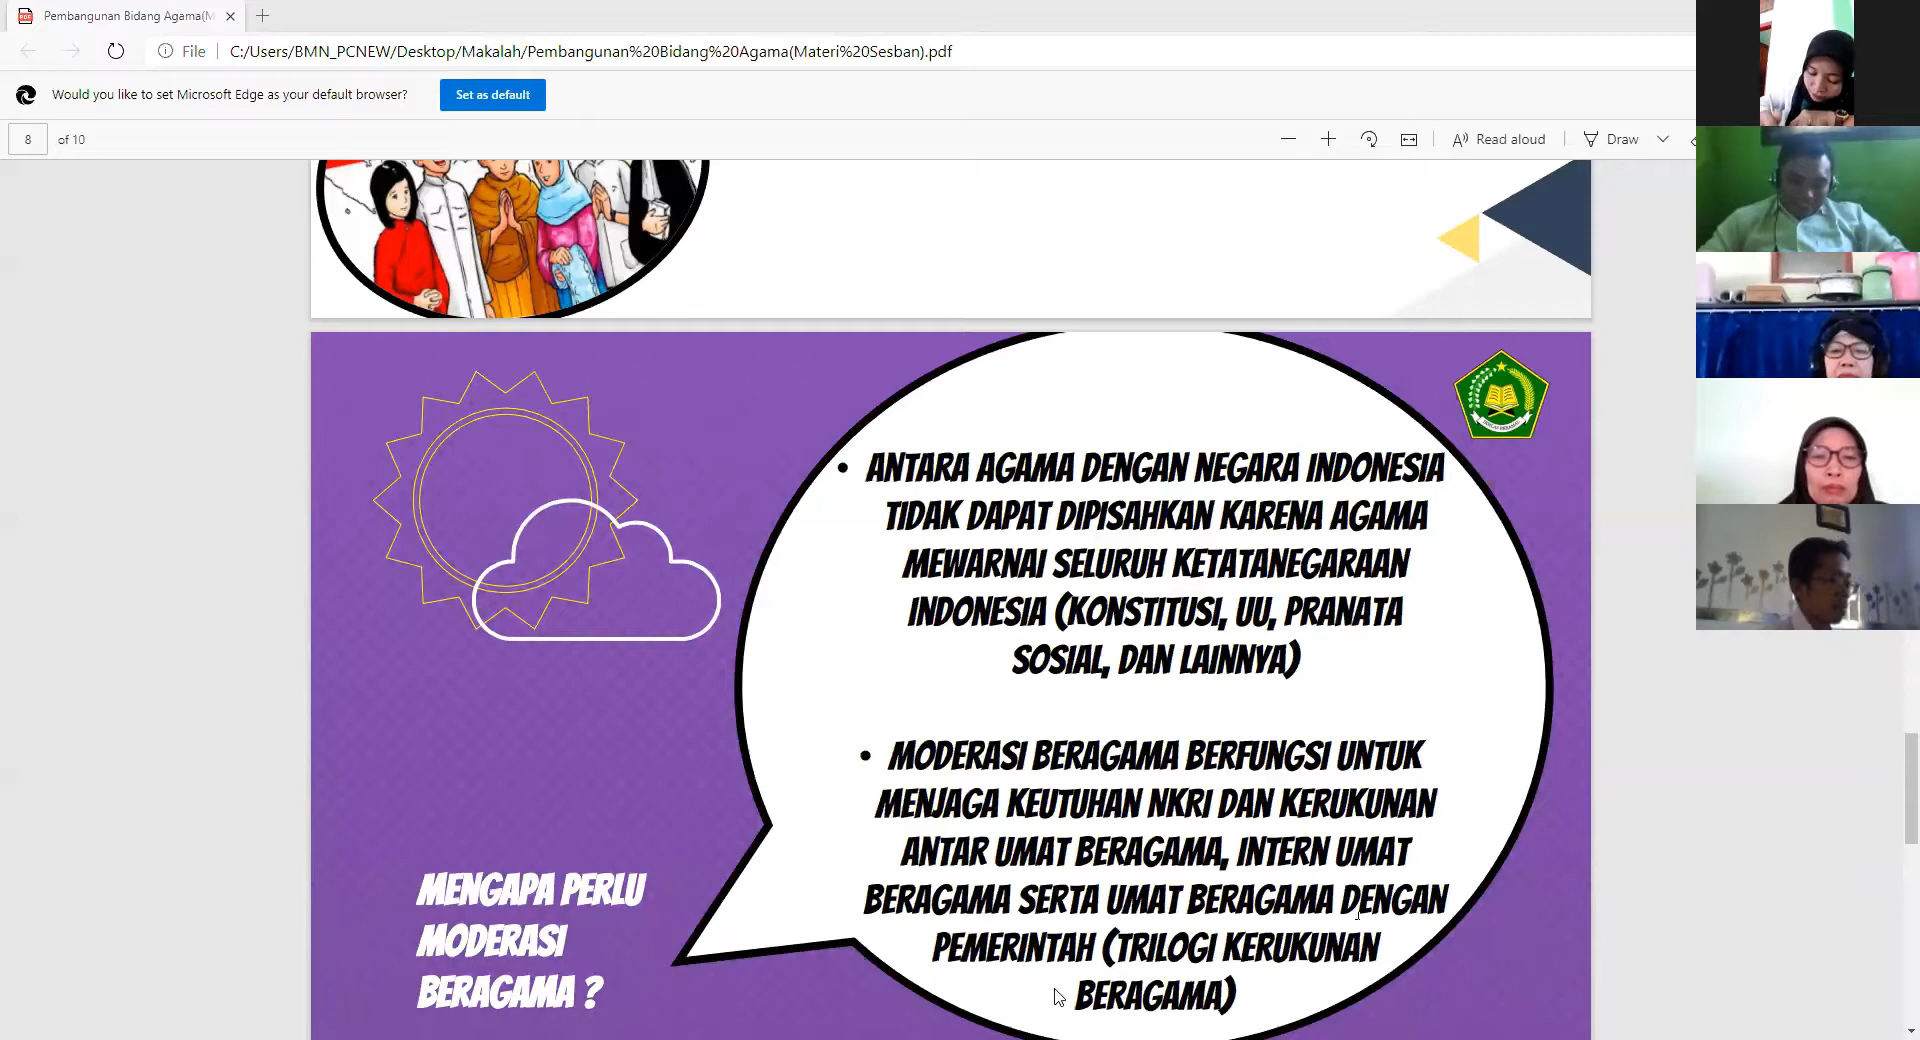 Pembangunan Bidang Agama(M
File
C:/Users/BMN_PCNEW/Desktop/Makalah/Pembangunan%20Bidang%20Agama(Materi%20Sesban).pdf
Would you like to set Microsoft Edge as your default browser?
Set as default
8 of 10
Read aloud
Draw
• ANTARA AGAMA DENGAN NEGARA INDONESIA
TIDAK DAPAT DIPISAHKAN KARENA AGAMA
MEWARNAI SELURUH KETATANEGARAAN
INDONESIA (KONSTITUSI, UU, PRANATA
SOSIAL, DAN LAINNYA)
• MODERASI BERAGAMA BERFUNGSI UNTUK
MENJAGA KEUTUHAN NKRI DAN KERUKUNAN
ANTAR UMAT BERAGAMA, INTERN UMAT
BERAGAMA SERTA UMAT BERAGAMA DENGAN
PEMERINTAH (TRILOGI KERUKUNAN
BERAGAMA)
MENGAPA PERLU
MODERASI
BERAGAMA ?